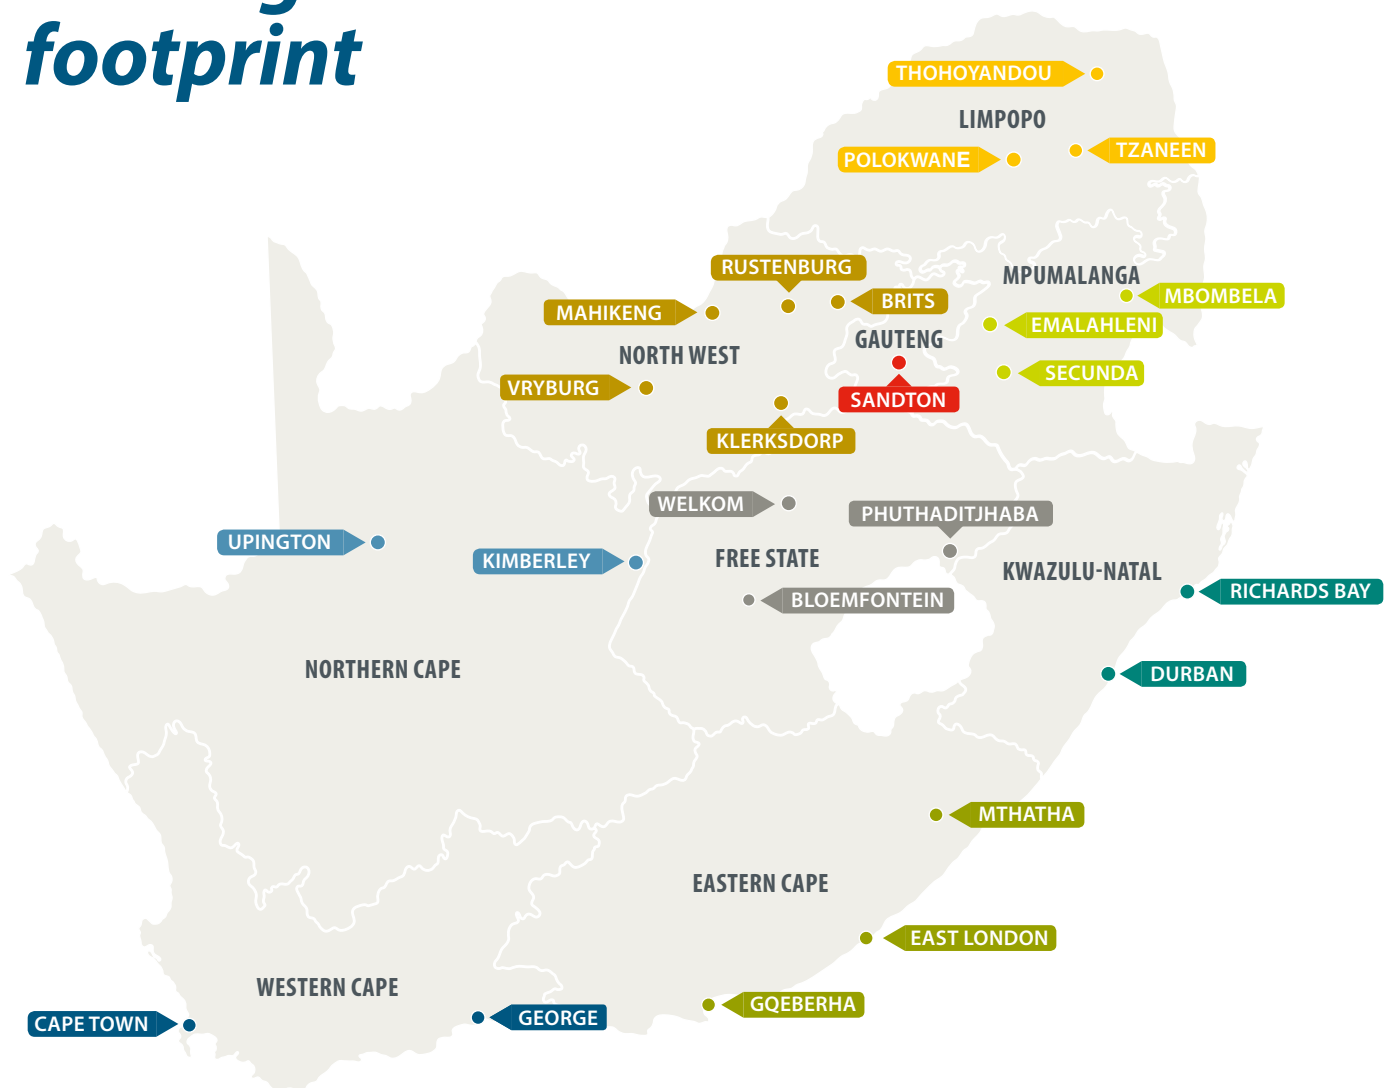 footprint
THOHOYANDOU
LIMPOPO
POLOKWANE
TZANEEN
RUSTENBURG
MPUMALANGA
MBOMBELA
MAHIKENG
BRITS
EMALAHLENI
GAUTENG
NORTH WEST
SECUNDA
VRYBURG
SANDTON
KLERKSDORP
WELKOM
PHUTHADITJHABA
UPINGTON
KIMBERLEY
FREE STATE
KWAZULU-NATAL
RICHARDS BAY
BLOEMFONTEIN
NORTHERN CAPE
DURBAN
MTHATHA
EASTERN CAPE
EAST LONDON
WESTERN CAPE
GQEBERHA
CAPE TOWN
GEORGE